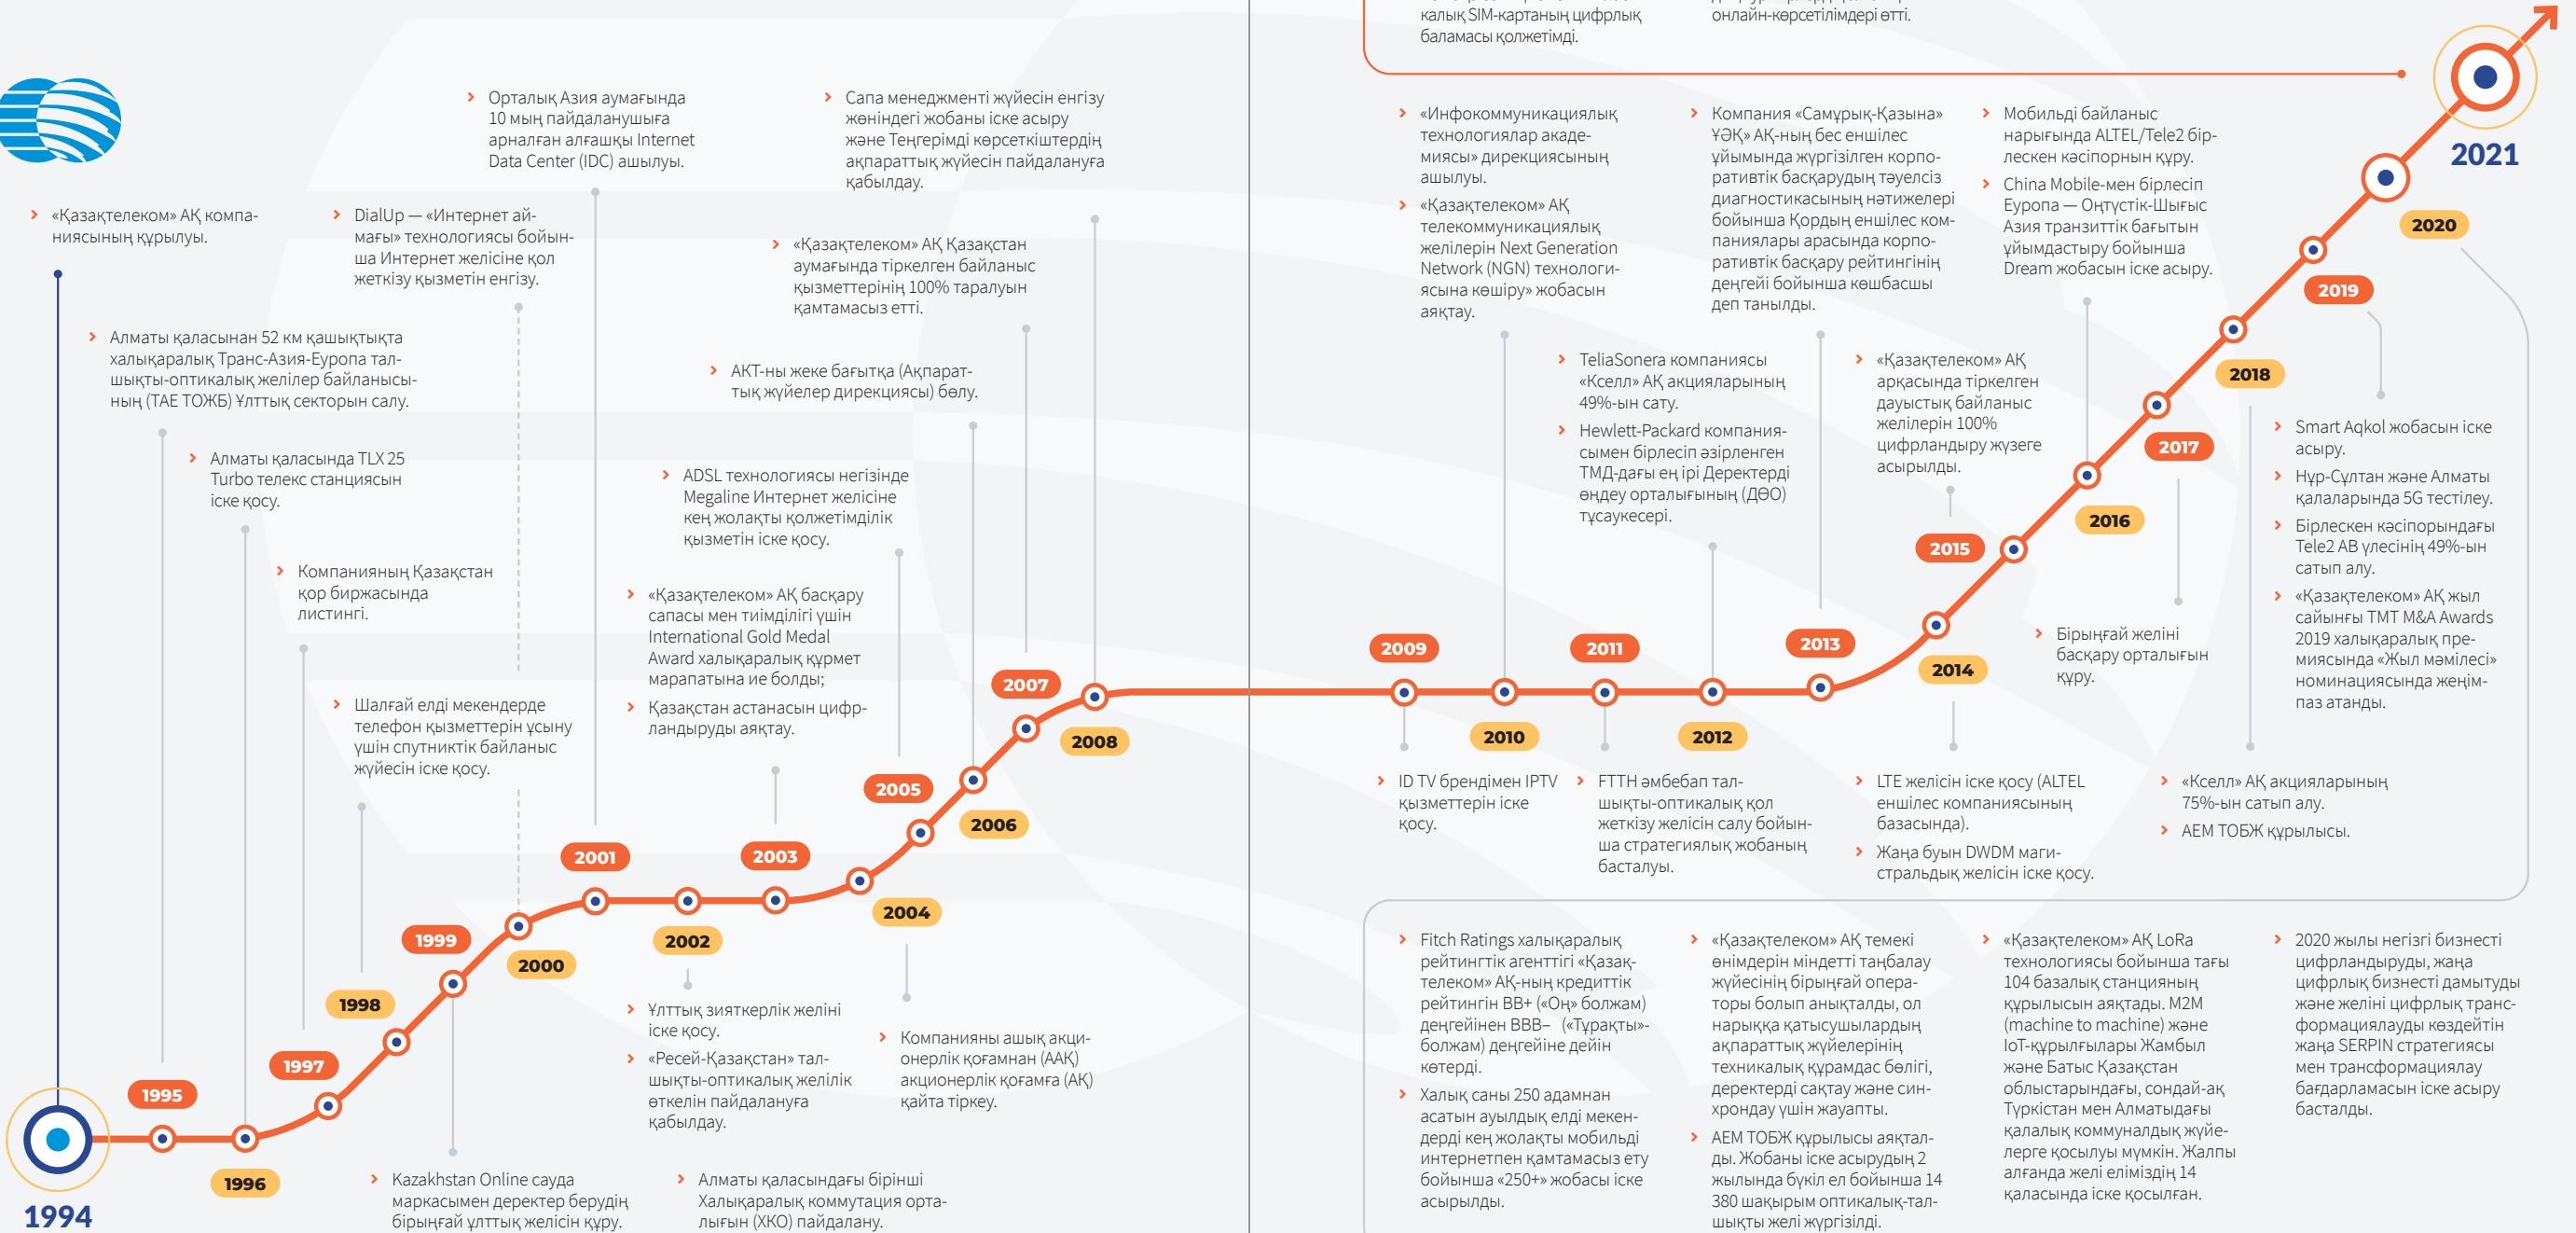 «Қазақтелеком» АҚ компа-
ниясының құрылуы.
Алматы қаласынан 52 км қашықтықта
халықаралық Транс-Азия-Еуропа тал-
шықты-оптикалық желілер байланысы-
ның (ТАЕ ТОЖБ) Ұлттық секторын салу.
Алматы қаласында TLX 25
Turbo телекс станциясын
іске қосу.
Компанияның Қазақстан
қор биржасында
листингі.
Шалғай елді мекендерде
телефон қызметтерін ұсыну
үшін спутниктік байланыс
жүйесін іске қосу.
DialUp — «Интернет ай-
мағы» технологиясы бойын-
ша Интернет желісіне қол
жеткізу қызметін енгізу.
Орталық Азия аумағында
10 мың пайдаланушыға
арналған алғашқы Internet
Data Center (IDC) ашылуы.
Сапа менеджменті жүйесін енгізу
жөніндегі жобаны іске асыру
және Теңгерімді көрсеткіштердің
ақпараттық жүйесін пайдалануға
қабылдау.
«Қазақтелеком» АҚ Қазақстан
аумағында тіркелген байланыс
қызметтерінің 100% таралуын
қамтамасыз етті.
АКТ-ны жеке бағытқа (Ақпарат-
тық жүйелер дирекциясы) бөлу.
ADSL технологиясы негізінде
Megaline Интернет желісіне
кең жолақты қолжетімділік
қызметін іске қосу.
«Қазақтелеком» АҚ басқару
сапасы мен тиімділігі үшін
International Gold Medal
Award халықаралық құрмет
марапатына ие болды;
Қазақстан астанасын цифр-
ландыруды аяқтау.
1994
1995
1996
1997
1998
1999
2000
2001
2002
2003
2004
2005
2006
2007
2008
Ұлттық зияткерлік желіні
іске қосу.
«Ресей-Қазақстан» тал-
шықты-оптикалық желілік
өткелін пайдалануға
қабылдау.
Компанияны ашық акци-
онерлік қоғамнан (ААҚ)
акционерлік қоғамға (АҚ)
қайта тіркеу.
Kazakhstan Online сауда
маркасымен деректер берудің
бірыңғай ұлттық желісін құру.
Алматы қаласындағы бірінші
Халықаралық коммутация орта-
лығын (ХКО) пайдалану.
калық SIM-картаның цифрлық
баламасы қолжетімді.
онлайн-көрсетілімдері өтті.
«Инфокоммуникациялық
технологиялар акаде-
миясы» дирекциясының
ашылуы.
«Қазақтелеком» АҚ
телекоммуникациялық
желілерін Next Generation
Network (NGN) технологи-
ясына көшіру» жобасын
аяқтау.
Компания «Самұрық-Қазына»
ҰӘҚ» АҚ-ның бес еншілес
ұйымында жүргізілген корпо-
ративтік басқарудың тәуелсіз
диагностикасының нәтижелері
бойынша Қордың еншілес ком-
паниялары арасында корпо-
ративтік басқару рейтингінің
деңгейі бойынша көшбасшы
деп танылды.
Мобильді байланыс
нарығында ALTEL/Tele2 бір-
лескен кәсіпорнын құру.
China Mobile-мен бірлесіп
Еуропа — Оңтүстік-Шығыс
Азия транзиттік бағытын
ұйымдастыру бойынша
Dream жобасын іске асыру.
TeliaSonera компаниясы
«Кселл» АҚ акцияларының
49%-ын сату.
Hewlett-Packard компания-
сымен бірлесіп әзірленген
ТМД-дағы ең ірі Деректерді
өңдеу орталығының (ДӨО)
тұсаукесері.
«Қазақтелеком» АҚ
арқасында тіркелген
дауыстық байланыс
желілерін 100%
цифрландыру жүзеге
асырылды.
2009
2010
2011
2012
2013
2014
2015
2016
2017
2018
2019
2020
2021
Бірыңғай желіні
басқару орталығын
құру.
Smart Aqkol жобасын іске
асыру.
Нұр-Сұлтан және Алматы
қалаларында 5G тестілеу.
Бірлескен кәсіпорындағы
Tele2 АВ үлесінің 49%-ын
сатып алу.
«Қазақтелеком» АҚ жыл
сайынғы TMT M&A Awards
2019 халықаралық пре-
миясында «Жыл мәмілесі»
номинациясында жеңім-
паз атанды.
ID TV брендімен IPTV
қызметтерін іске
қосу.
FTTH әмбебап тал-
шықты-оптикалық қол
жеткізу желісін салу бойын-
ша стратегиялық жобаның
басталуы.
LTE желісін іске қосу (ALTEL
еншілес компаниясының
базасында).
Жаңа буын DWDM маги-
стральдық желісін іске қосу.
«Кселл» АҚ акцияларының
75%-ын сатып алу.
АЕМ ТОБЖ құрылысы.
Fitch Ratings халықаралық
рейтингтік агенттігі «Қазақ-
телеком» АҚ-ның кредиттік
рейтингін BB+ («Оң» болжам)
деңгейінен BBB– («Тұрақты»-
болжам) деңгейіне дейін
көтерді.
Халық саны 250 адамнан
асатын ауылдық елді мекен-
дерді кең жолақты мобильді
интернетпен қамтамасыз ету
бойынша «250+» жобасы іске
асырылды.
«Қазақтелеком» АҚ темекі
өнімдерін міндетті таңбалау
жүйесінің бірыңғай опера-
торы болып анықталды, ол
нарыққа қатысушылардың
ақпараттық жүйелерінің
техникалық құрамдас бөлігі,
деректерді сақтау және син-
хрондау үшін жауапты.
АЕМ ТОБЖ құрылысы аяқтал-
ды. Жобаны іске асырудың 2
жылында бүкіл ел бойынша 14
380 шақырым оптикалық-тал-
шықты желі жүргізілді.
«Қазақтелеком» АҚ LoRa
технологиясы бойынша тағы
104 базалық станцияның
құрылысын аяқтады. M2M
(machine to machine) және
IoT-құрылғылары Жамбыл
және Батыс Қазақстан
облыстарындағы, сондай-ақ
Түркістан мен Алматыдағы
қалалық коммуналдық жүйе-
лерге қосылуы мүмкін. Жалпы
алғанда желі еліміздің 14
қаласында іске қосылған.
2020 жылы негізгі бизнесті
цифрландыруды, жаңа
цифрлық бизнесті дамытуды
және желіні цифрлық транс-
формациялауды көздейтін
жаңа SERPIN стратегиясы
мен трансформациялау
бағдарламасын іске асыру
басталды.